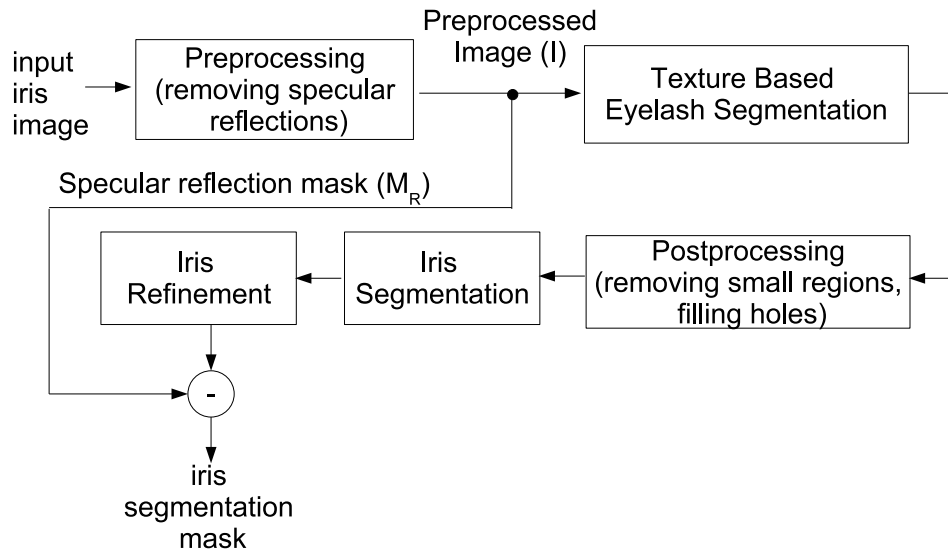 input
iris
image
Preprocessing
(removing specular
reflections)
Preprocessed
Image (I)
Texture Based
Eyelash Segmentation
Specular reflection mask (M_R)
Iris
Refinement
Iris
Segmentation
Postprocessing
(removing small regions,
filling holes)
-
iris
segmentation
mask